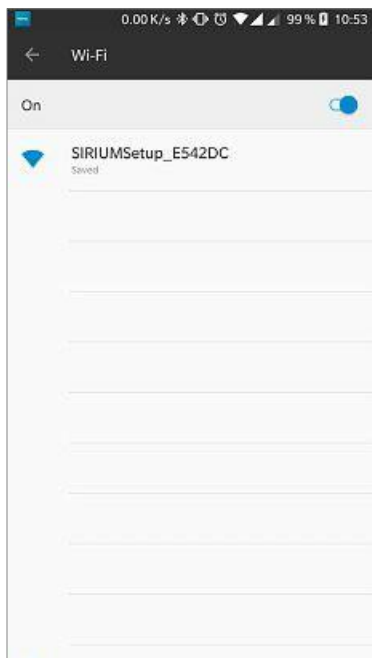 0.00 K/s 99 % 10:53
Wi-Fi
On
SIRIUMSetup_E542DC
Saved